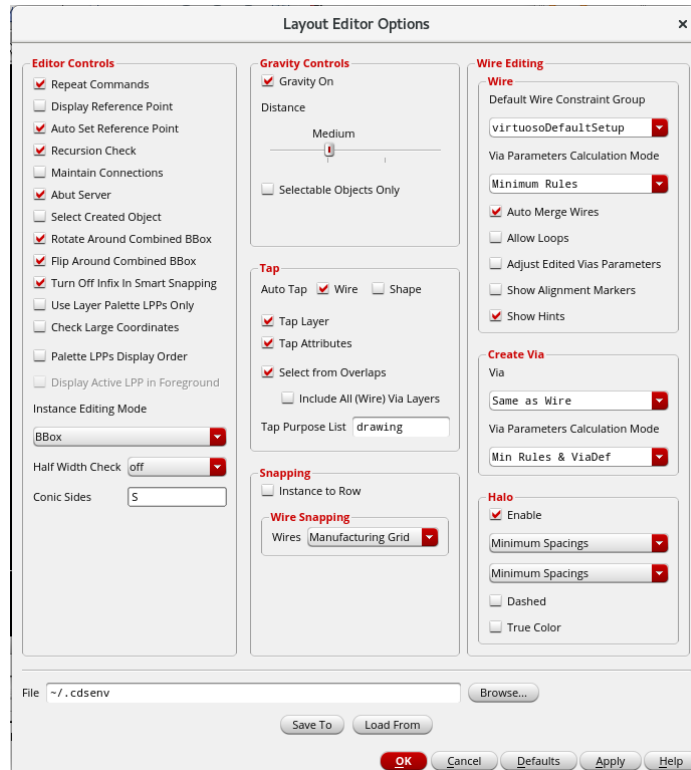 Layout Editor Options
×
Editor Controls
Repeat Commands
Display Reference Point
Auto Set Reference Point
Recursion Check
Maintain Connections
Abut Server
Select Created Object
Rotate Around Combined BBox
Flip Around Combined BBox
Turn Off Infix In Smart Snapping
Use Layer Palette LPPs Only
Check Large Coordinates
Palette LPPs Display Order
Display Active LPP in Foreground
Instance Editing Mode
BBox
Half Width Check off
Conic Sides S
Gravity Controls
Gravity On
Distance
Medium
Selectable Objects Only
Tap
Auto Tap Wire Shape
Tap Layer
Tap Attributes
Select from Overlaps
Include All (Wire) Via Layers
Tap Purpose List drawing
Snapping
Instance to Row
Wire Snapping
Wires Manufacturing Grid
Wire Editing
Wire
Default Wire Constraint Group
virtuosoDefaultSetup
Via Parameters Calculation Mode
Minimum Rules
Auto Merge Wires
Allow Loops
Adjust Edited Vias Parameters
Show Alignment Markers
Show Hints
Create Via
Via
Same as Wire
Via Parameters Calculation Mode
Min Rules & ViaDef
Halo
Enable
Minimum Spacings
Minimum Spacings
Dashed
True Color
File ~/.cdsenv Browse...
Save To Load From
OK Cancel Defaults Apply Help